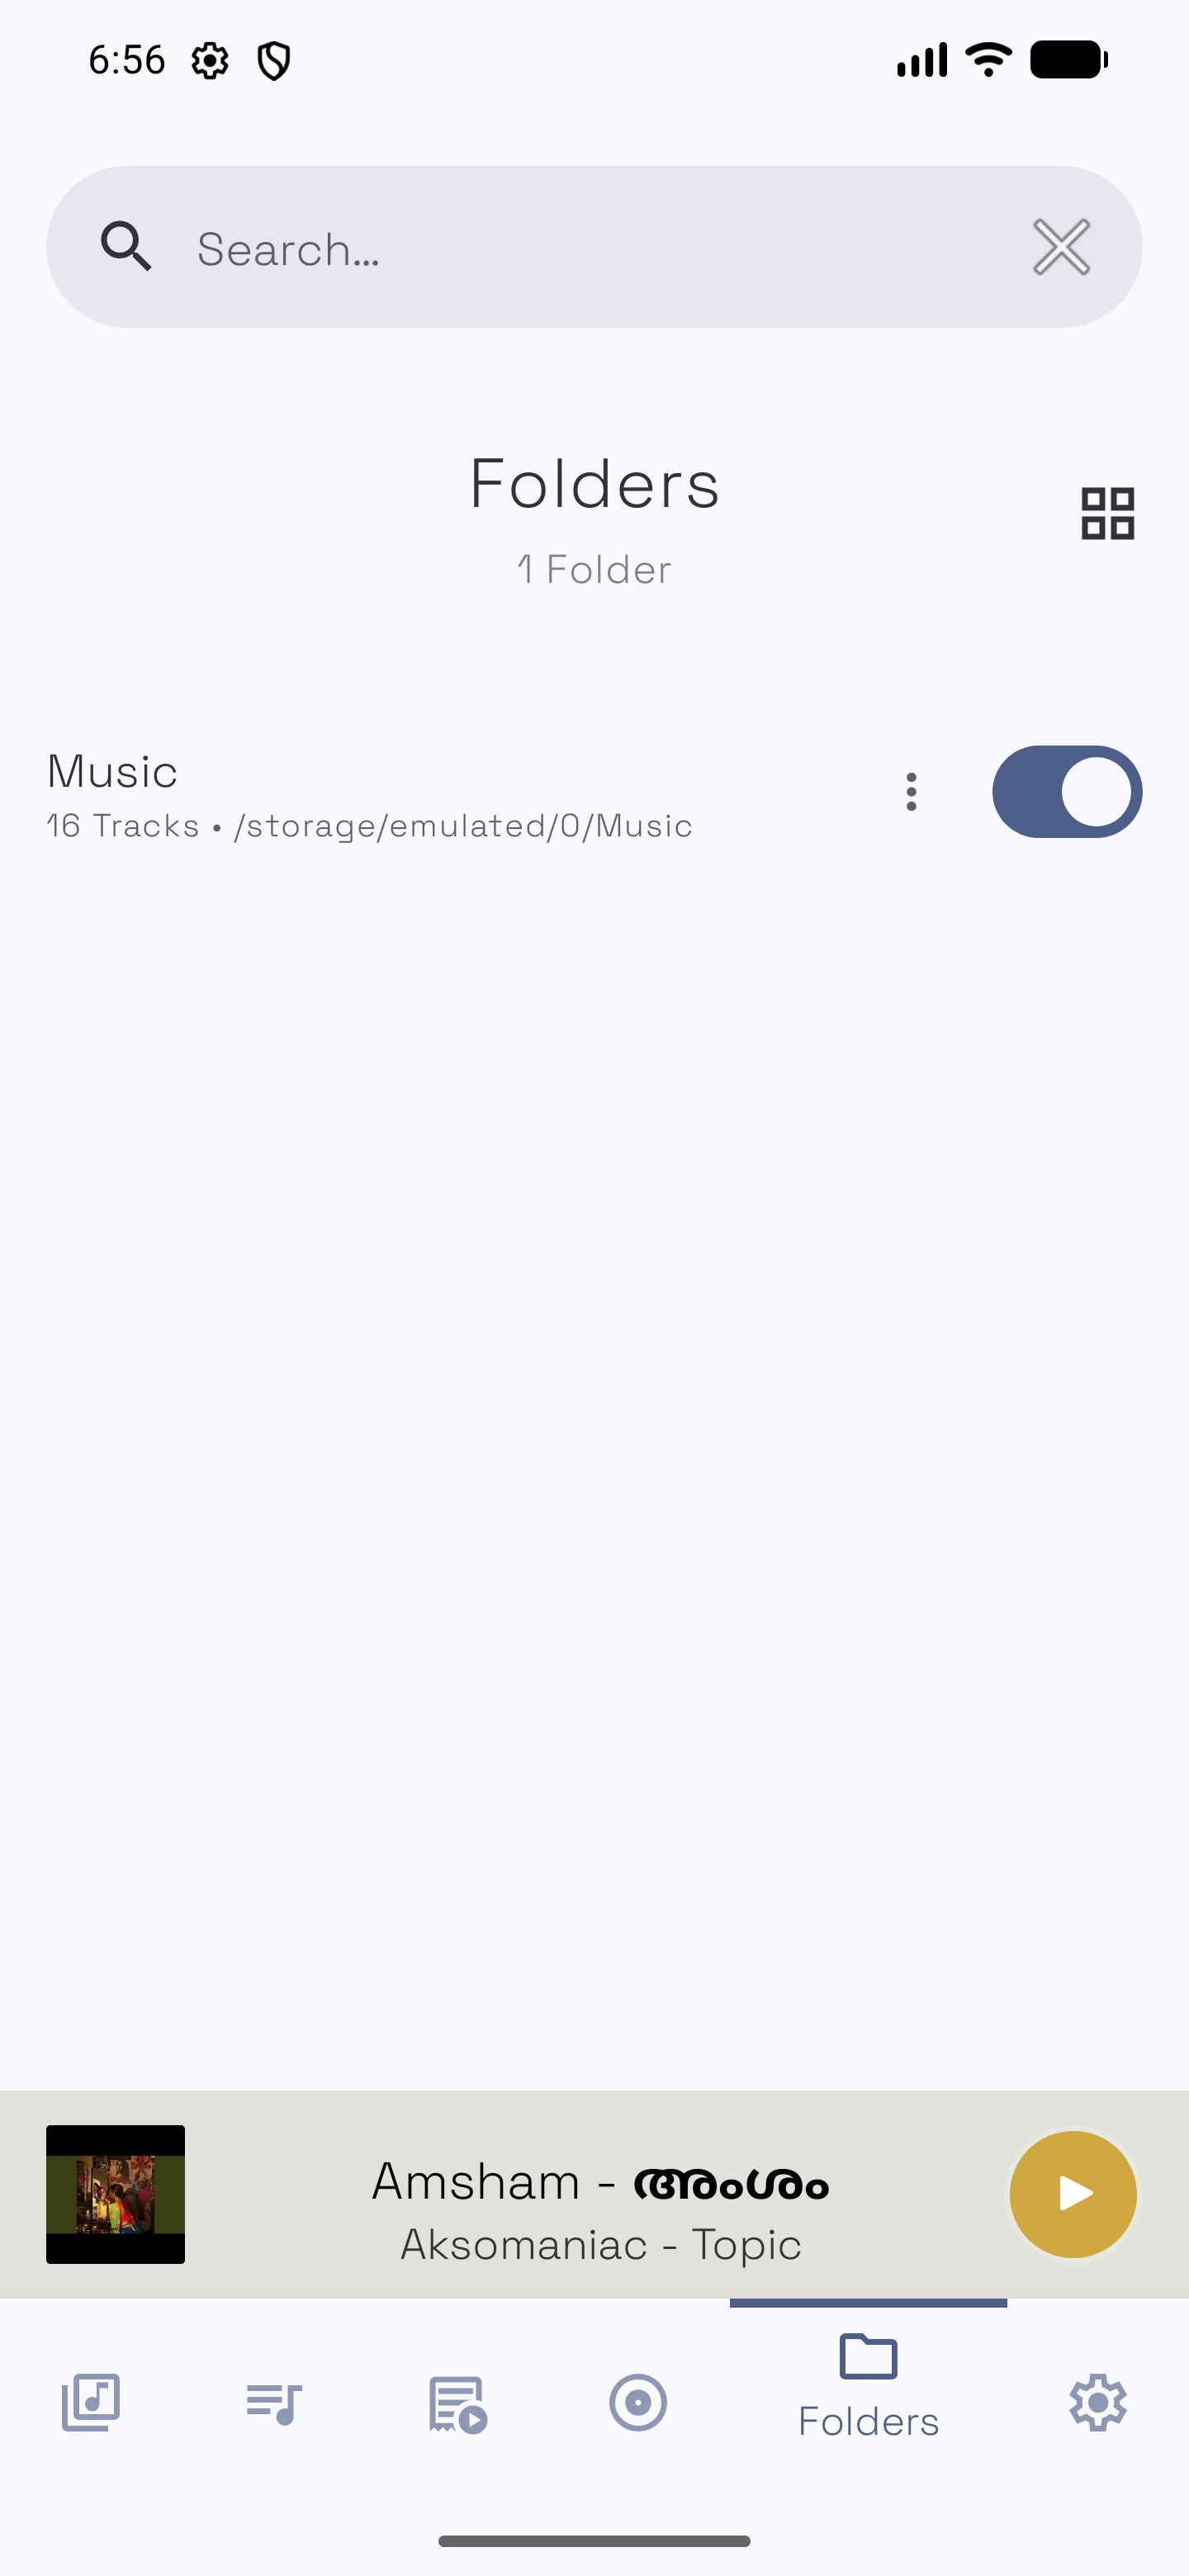 6:56
Search...
Folders
1 Folder
Music
16 Tracks • /storage/emulated/0/Music
Amsham - അംശം
Aksomaniac - Topic
Folders